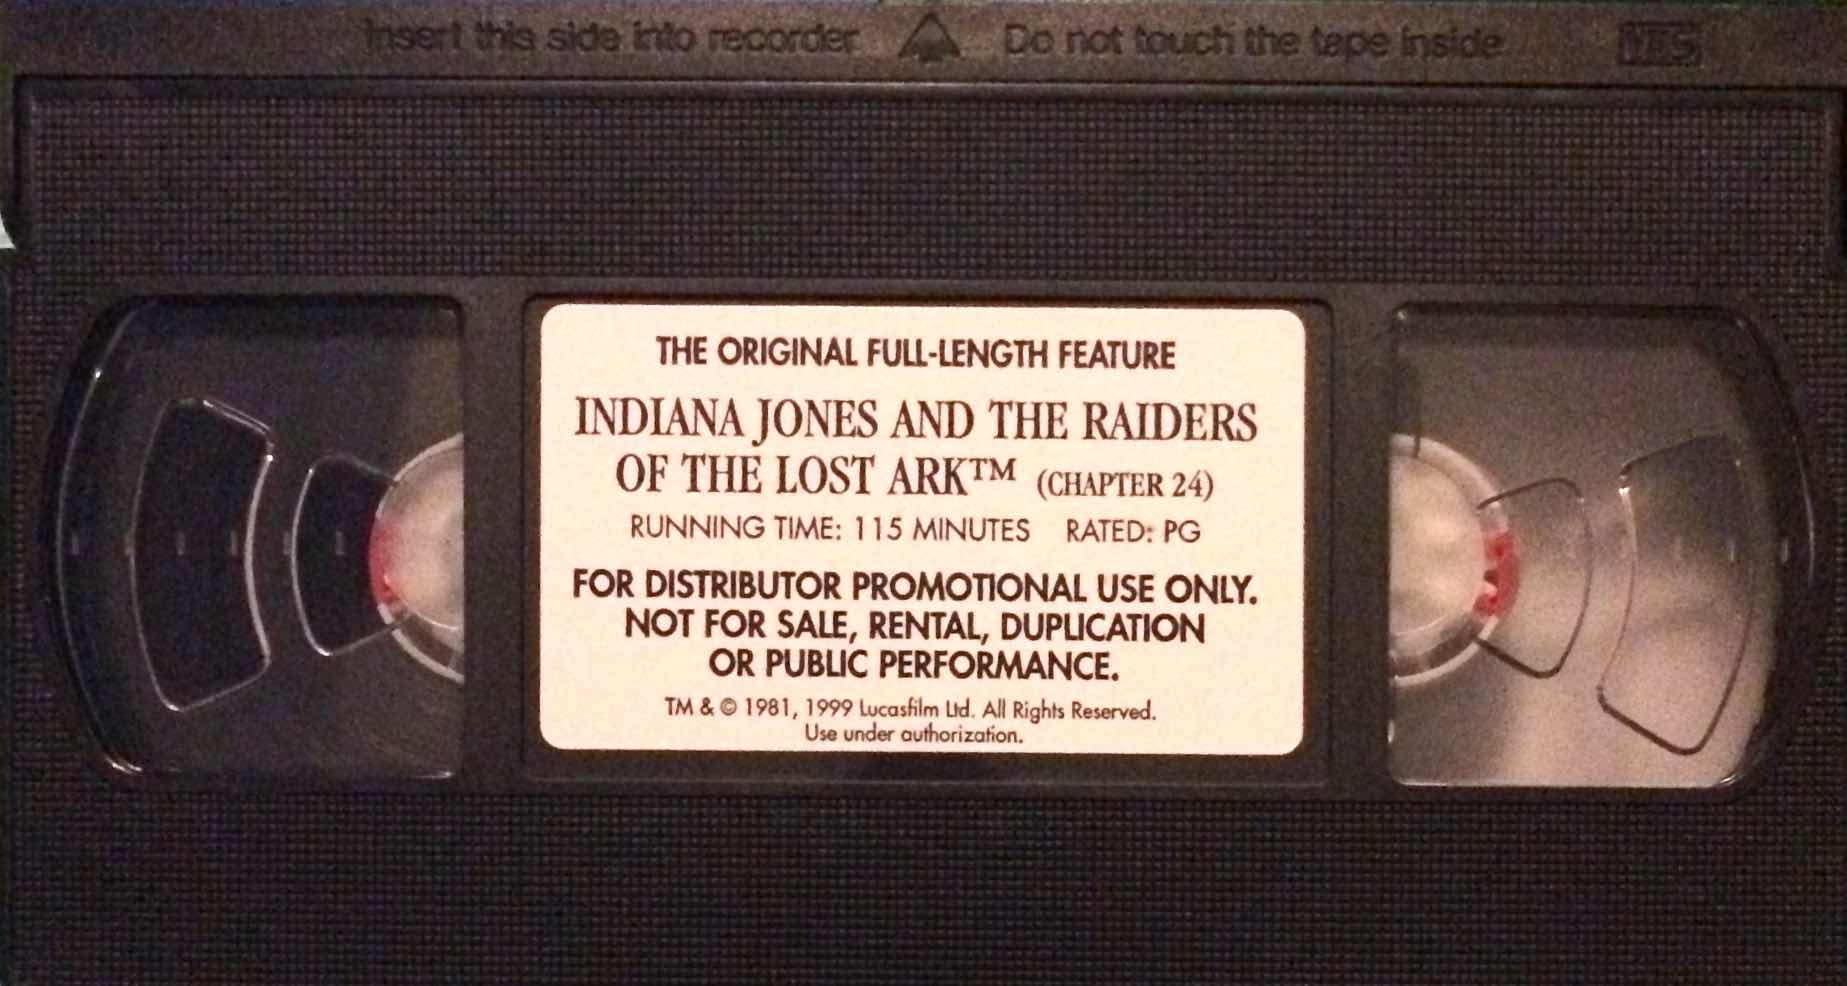 Insert this side into recorder Do not touch the tape inside VHS
THE ORIGINAL FULL-LENGTH FEATURE
INDIANA JONES AND THE RAIDERS
OF THE LOST ARK™ (CHAPTER 24)
RUNNING TIME: 115 MINUTES RATED: PG
FOR DISTRIBUTOR PROMOTIONAL USE ONLY.
NOT FOR SALE, RENTAL, DUPLICATION
OR PUBLIC PERFORMANCE.
TM & © 1981, 1999 Lucasfilm Ltd. All Rights Reserved.
Use under authorization.